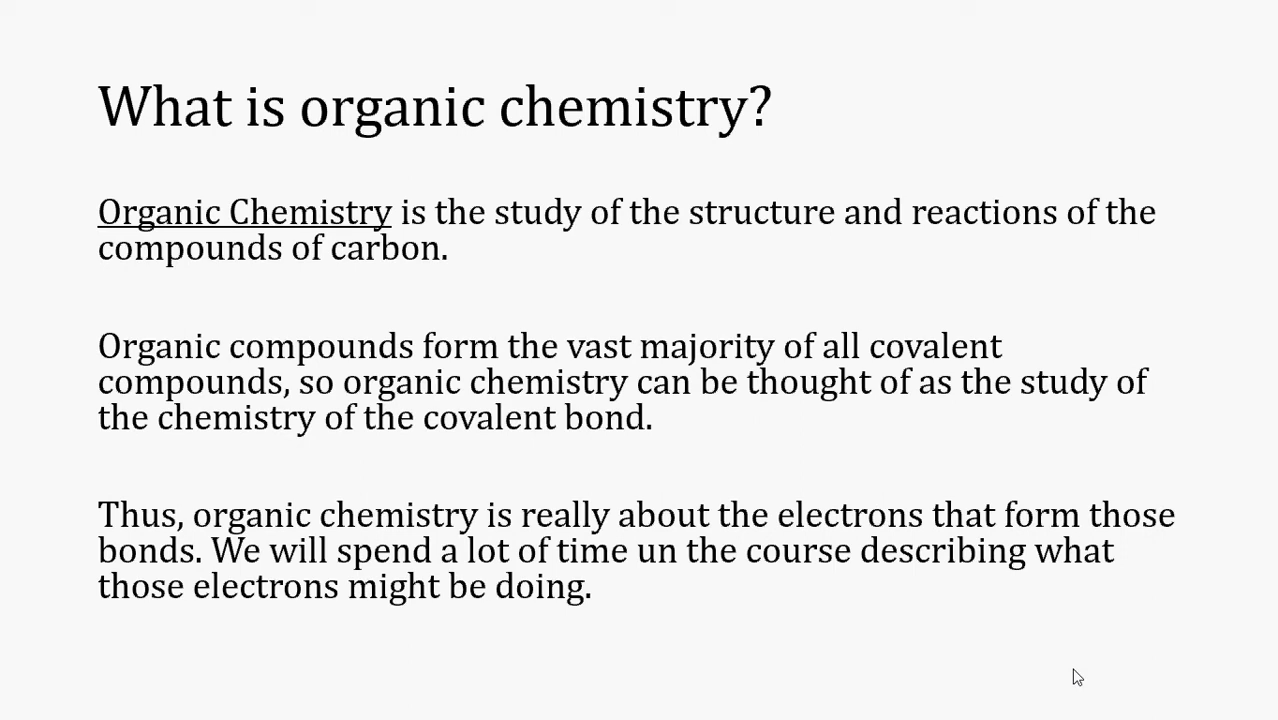 What is organic chemistry?
Organic Chemistry is the study of the structure and reactions of the
compounds of carbon.
Organic compounds form the vast majority of all covalent
compounds, so organic chemistry can be thought of as the study of
the chemistry of the covalent bond.
Thus, organic chemistry is really about the electrons that form those
bonds. We will spend a lot of time un the course describing what
those electrons might be doing.